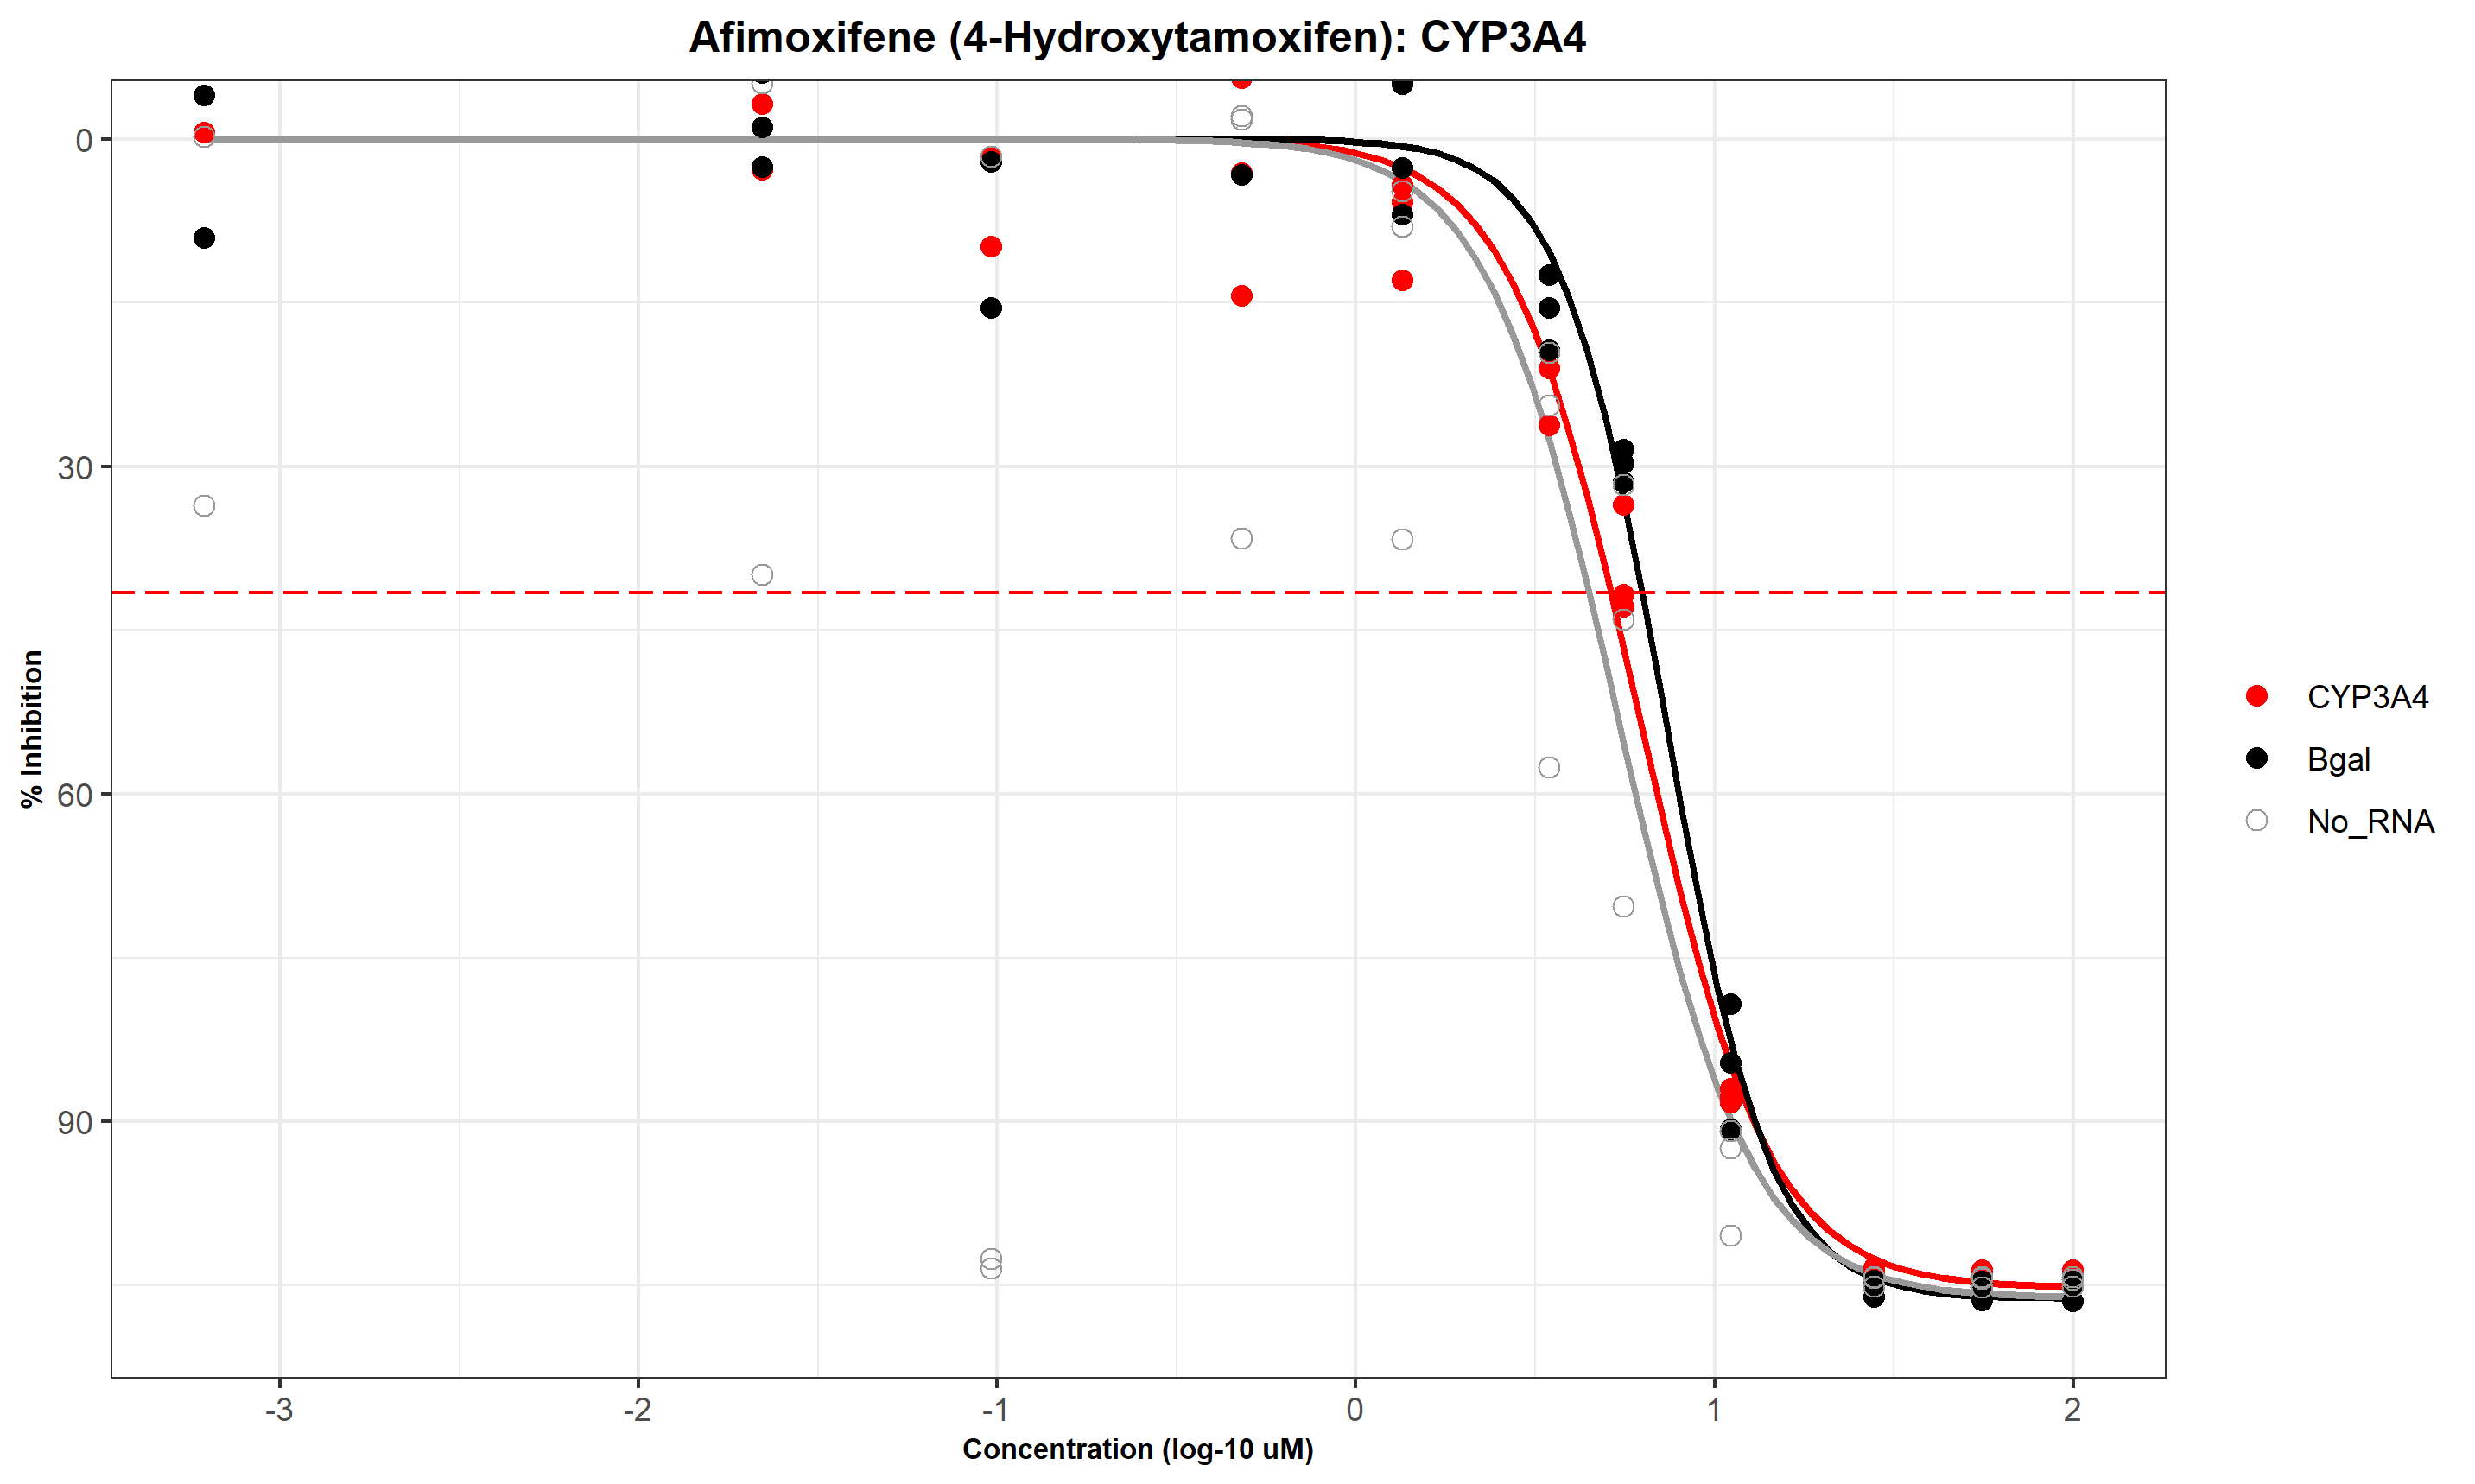 Afimoxifene (4-Hydroxytamoxifen): CYP3A4
% Inhibition
0
30
60
90
-3
-2
-1
0
1
2
Concentration (log-10 uM)
CYP3A4
Bgal
No_RNA